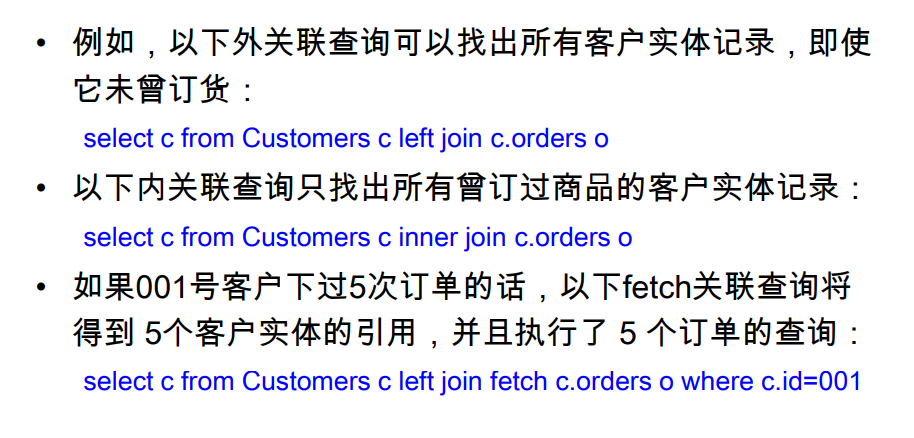 • 例如，以下外关联查询可以找出所有客户实体记录，即使
它未曾订货：
select c from Customers c left join c.orders o
• 以下内关联查询只找出所有曾订过商品的客户实体记录：
select c from Customers c inner join c.orders o
• 如果001号客户下过5次订单的话，以下fetch关联查询将
得到 5个客户实体的引用，并且执行了 5 个订单的查询：
select c from Customers c left join fetch c.orders o where c.id=001